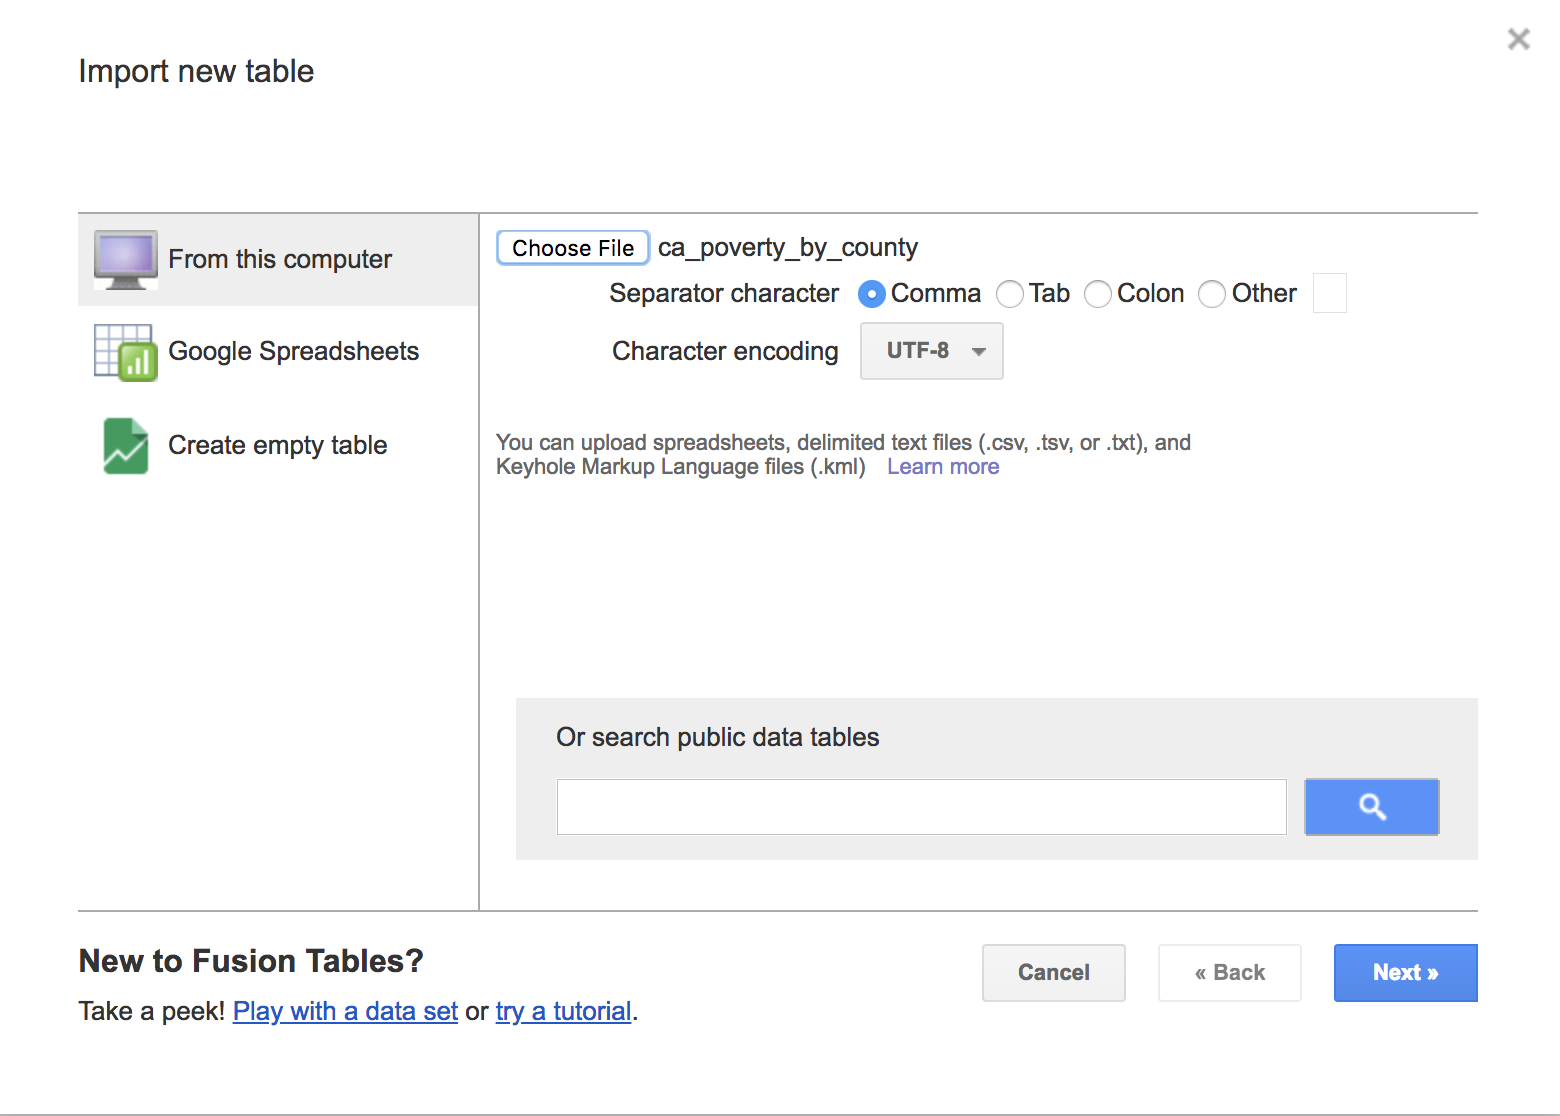 Import new table
From this computer
Google Spreadsheets
Create empty table
Choose File ca_poverty_by_county
Separator character Comma Tab Colon Other
Character encoding UTF-8
You can upload spreadsheets, delimited text files (.csv, .tsv, or .txt), and
Keyhole Markup Language files (.kml) Learn more
Or search public data tables
New to Fusion Tables?
Take a peek! Play with a data set or try a tutorial.
Cancel « Back Next »